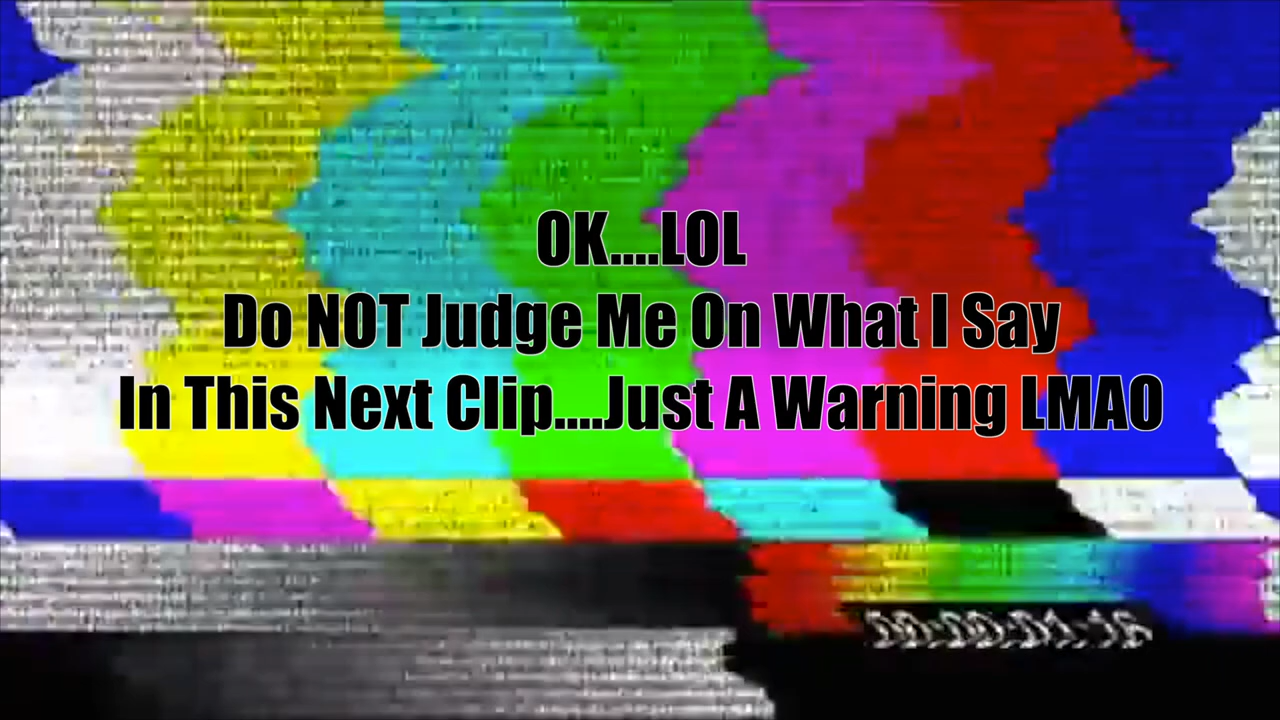 OK....LOL
Do NOT Judge Me On What I Say
In This Next Clip....Just A Warning LMAO